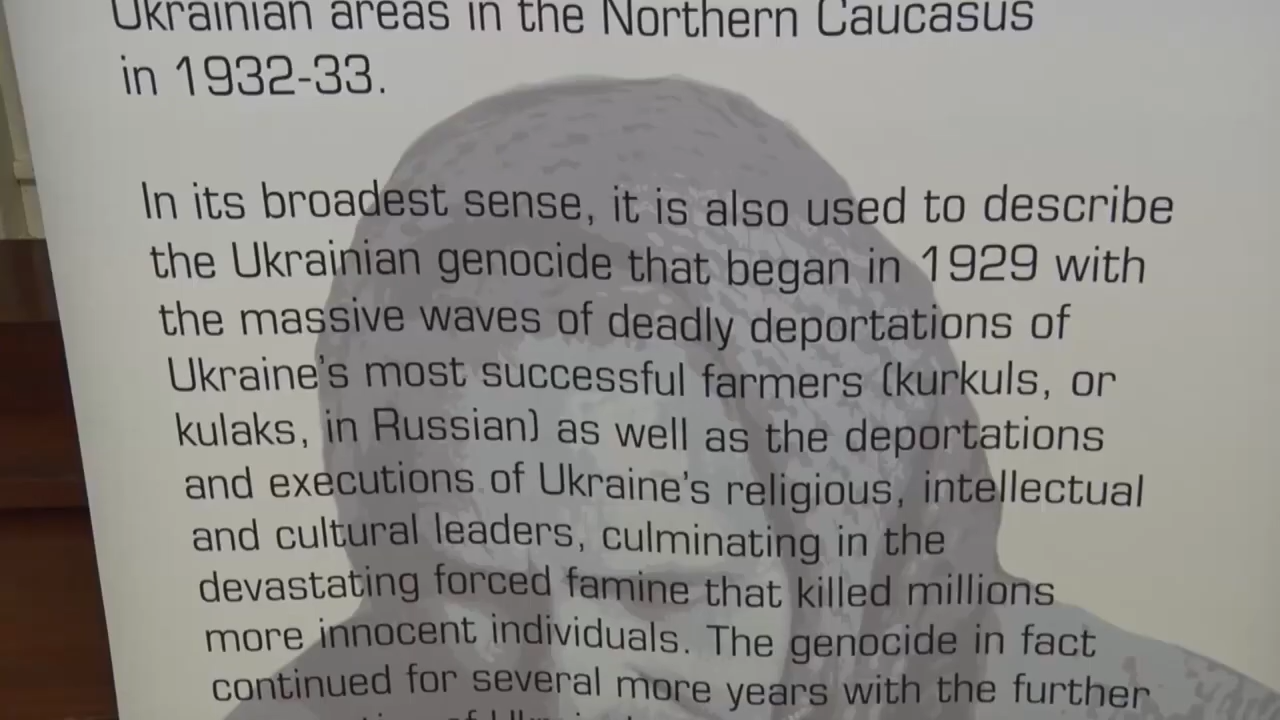 Ukrainian areas in the Northern Caucasus
in 1932-33.
In its broadest sense, it is also used to describe
the Ukrainian genocide that began in 1929 with
the massive waves of deadly deportations of
Ukraine's most successful farmers (kurkuls, or
kulaks, in Russian) as well as the deportations
and executions of Ukraine's religious, intellectual
and cultural leaders, culminating in the
devastating forced famine that killed millions
more innocent individuals. The genocide in fact
continued for several more years with the further
of